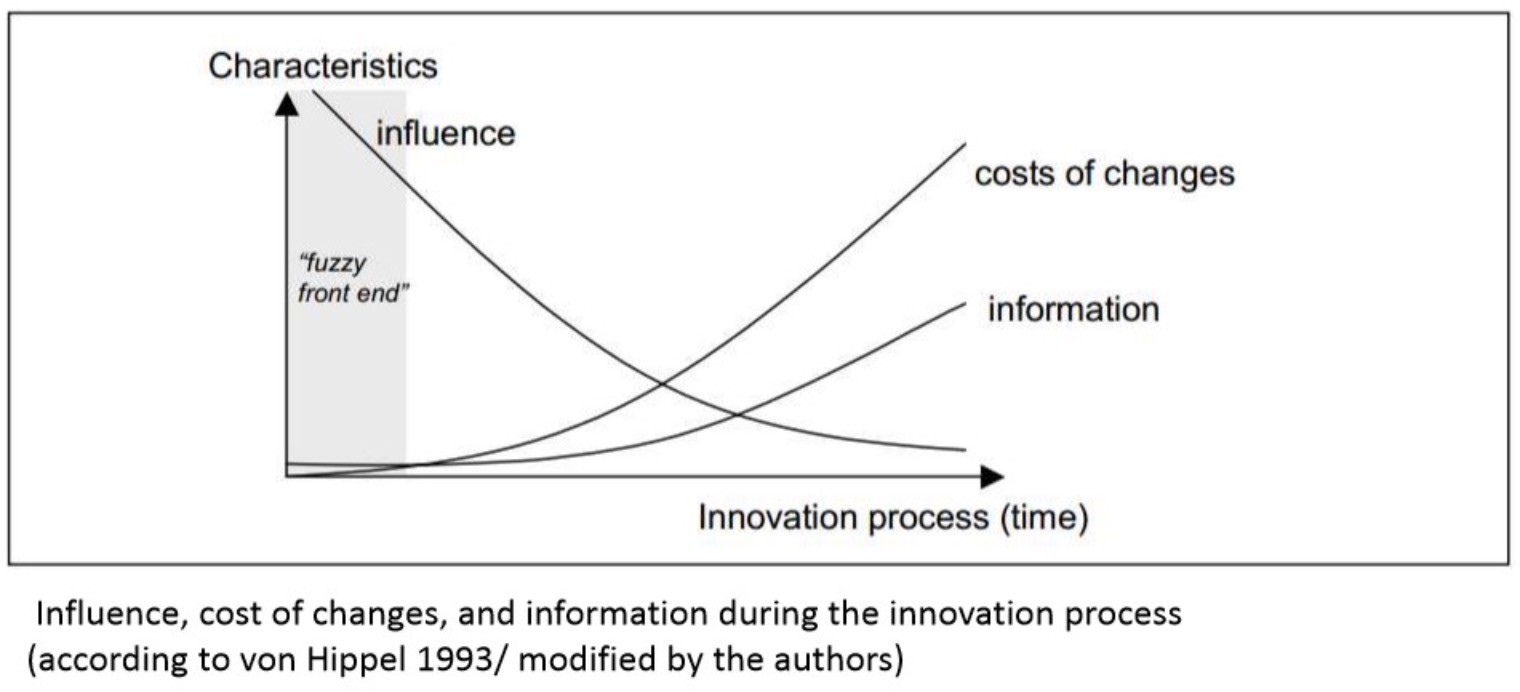 Characteristics
influence
costs of changes
“fuzzy
front end”
information
Innovation process (time)
Influence, cost of changes, and information during the innovation process
(according to von Hippel 1993/ modified by the authors)